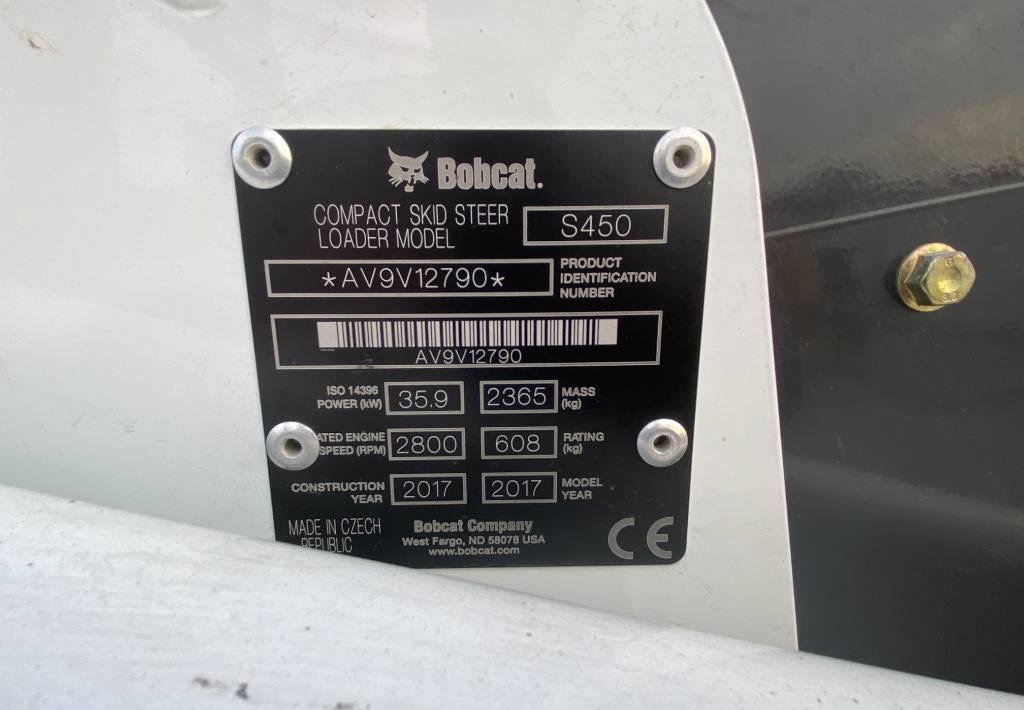 Bobcat.
COMPACT SKID STEER
LOADER MODEL
S450
*AV9V12790*
PRODUCT
IDENTIFICATION
NUMBER
AV9V12790
ISO 14396
POWER (kW)
35.9
2365
MASS
(kg)
ATED ENGINE
SPEED (RPM)
2800
608
RATING
(kg)
CONSTRUCTION
YEAR
2017
2017
MODEL
YEAR
MADE IN CZECH
REPUBLIC
Bobcat Company
West Fargo, ND 58078 USA
www.bobcat.com
CE